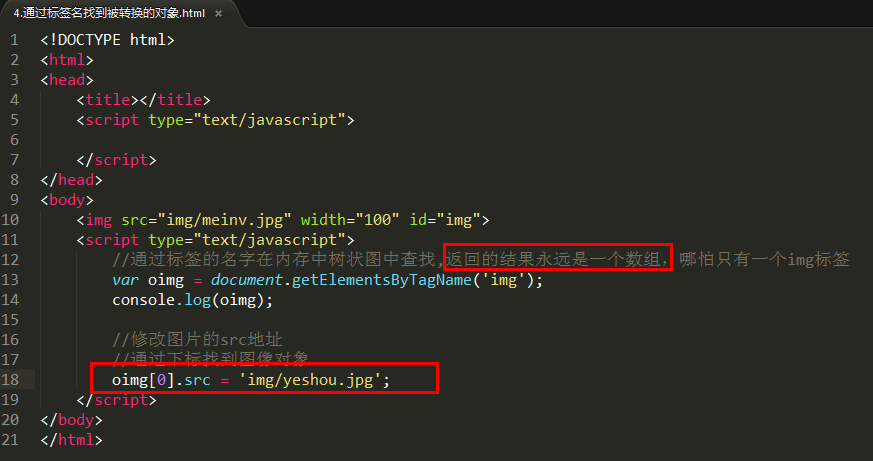 4.通过标签名找到被转换的对象.html ×
1 <!DOCTYPE html>
2 <html>
3 <head>
4 <title></title>
5 <script type="text/javascript">
6
7 </script>
8 </head>
9 <body>
10 <img src="img/meinv.jpg" width="100" id="img">
11 <script type="text/javascript">
12 //通过标签的名字在内存中树状图中查找,返回的结果永远是一个数组，哪怕只有一个img标签
13 var oimg = document.getElementsByTagName('img');
14 console.log(oimg);
15
16 //修改图片的src地址
17 //通过下标找到图像对象
18 oimg[0].src = 'img/yeshou.jpg';
19 </script>
20 </body>
21 </html>